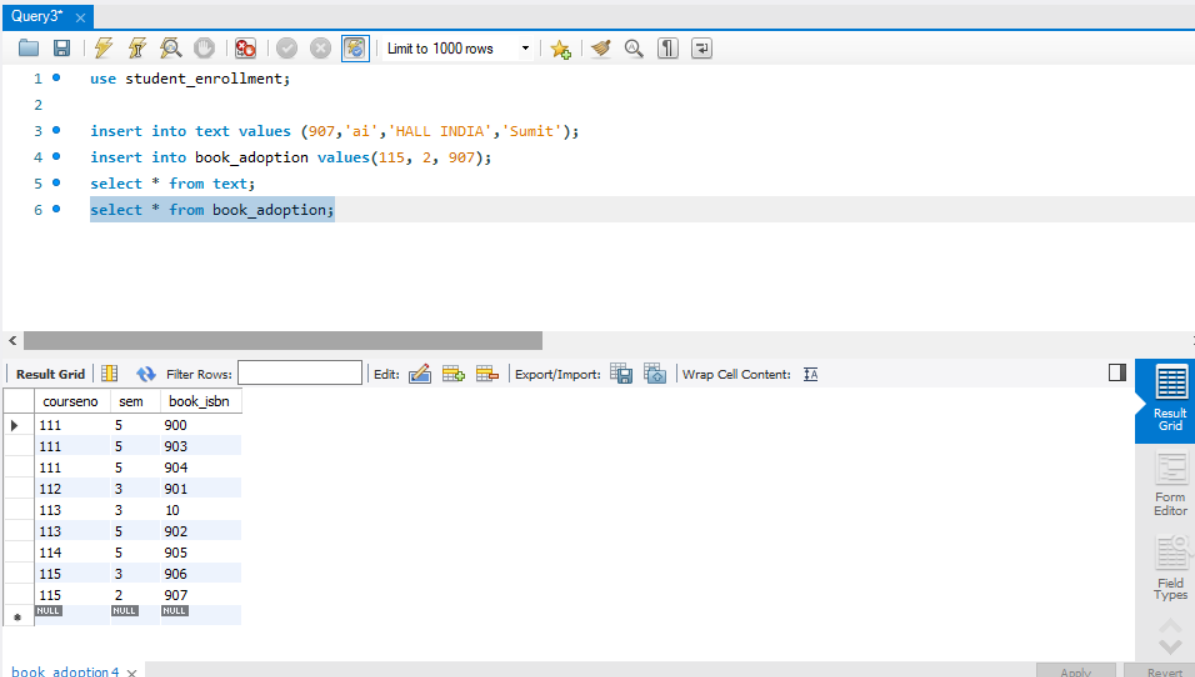 Query3*
Limit to 1000 rows
1 use student_enrollment;
2
3 insert into text values (907,'ai','HALL INDIA','Sumit');
4 insert into book_adoption values(115, 2, 907);
5 select * from text;
6 select * from book_adoption;
Result Grid Filter Rows: Edit: Export/Import: Wrap Cell Content:
courseno sem book_isbn
111 5 900
111 5 903
111 5 904
112 3 901
113 3 10
113 5 902
114 5 905
115 3 906
115 2 907
NULL NULL NULL
Result
Grid
Form
Editor
Field
Types
book_adoption 4
Apply Revert